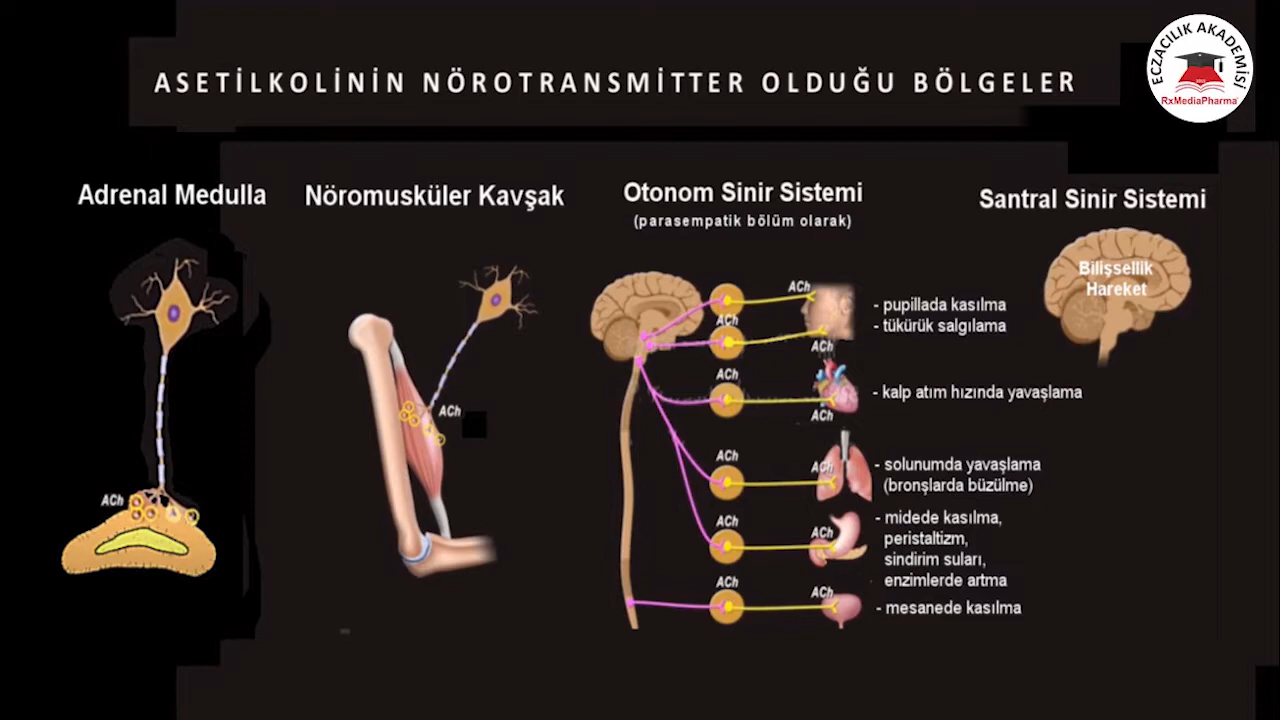 ECZACILIK AKADEMİSİ
RxMediaPharma
ASETİLKOLİNİN NÖROTRANSMİTTER OLDUĞU BÖLGELER
Adrenal Medulla
ACh
Nöromusküler Kavşak
ACh
Otonom Sinir Sistemi
(parasempatik bölüm olarak)
ACh
ACh
ACh
- pupillada kasılma
- tükürük salgılama
ACh
ACh
- kalp atım hızında yavaşlama
ACh
ACh
- solunumda yavaşlama
(bronşlarda büzülme)
ACh
ACh
- midede kasılma,
peristaltizm,
sindirim suları,
enzimlerde artma
ACh
ACh
- mesanede kasılma
Santral Sinir Sistemi
Bilişsellik
Hareket